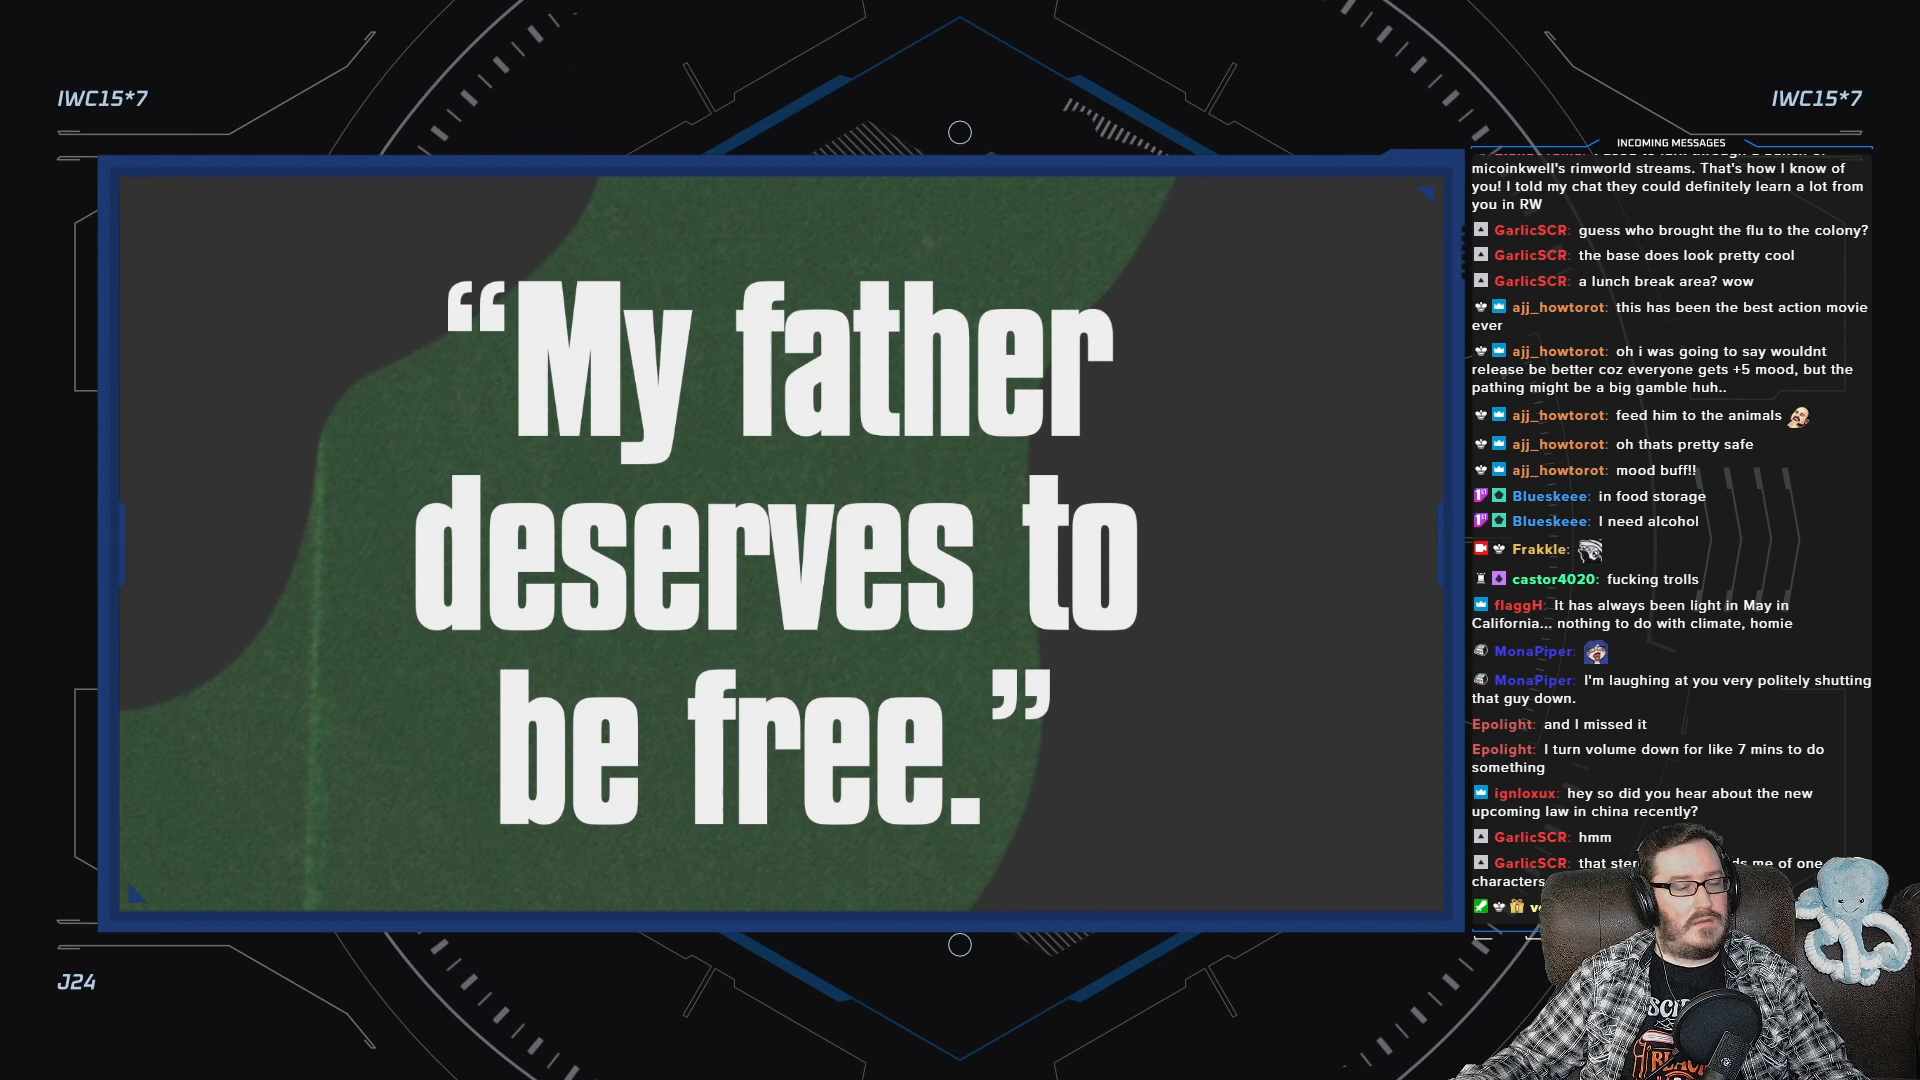 IWC15*7
IWC15*7
INCOMING MESSAGES
micoinkwell's rimworld streams. That's how I know of
you! I told my chat they could definitely learn a lot from
you in RW
GarlicSCR: guess who brought the flu to the colony?
GarlicSCR: the base does look pretty cool
GarlicSCR: a lunch break area? wow
ajj_howtorot: this has been the best action movie
ever
ajj_howtorot: oh i was going to say wouldnt
release be better coz everyone gets +5 mood, but the
pathing might be a big gamble huh..
ajj_howtorot: feed him to the animals
ajj_howtorot: oh thats pretty safe
ajj_howtorot: mood buff!!
Blueskeee: in food storage
Blueskeee: I need alcohol
Frakkle:
castor4020: fucking trolls
flaggH: It has always been light in May in
California... nothing to do with climate, homie
MonaPiper:
MonaPiper: I'm laughing at you very politely shutting
that guy down.
Epolight: and I missed it
Epolight: I turn volume down for like 7 mins to do
something
ignloxux: hey so did you hear about the new
upcoming law in china recently?
GarlicSCR: hmm
GarlicSCR: that me of one
characters
“My father
deserves to
be free.”
J24